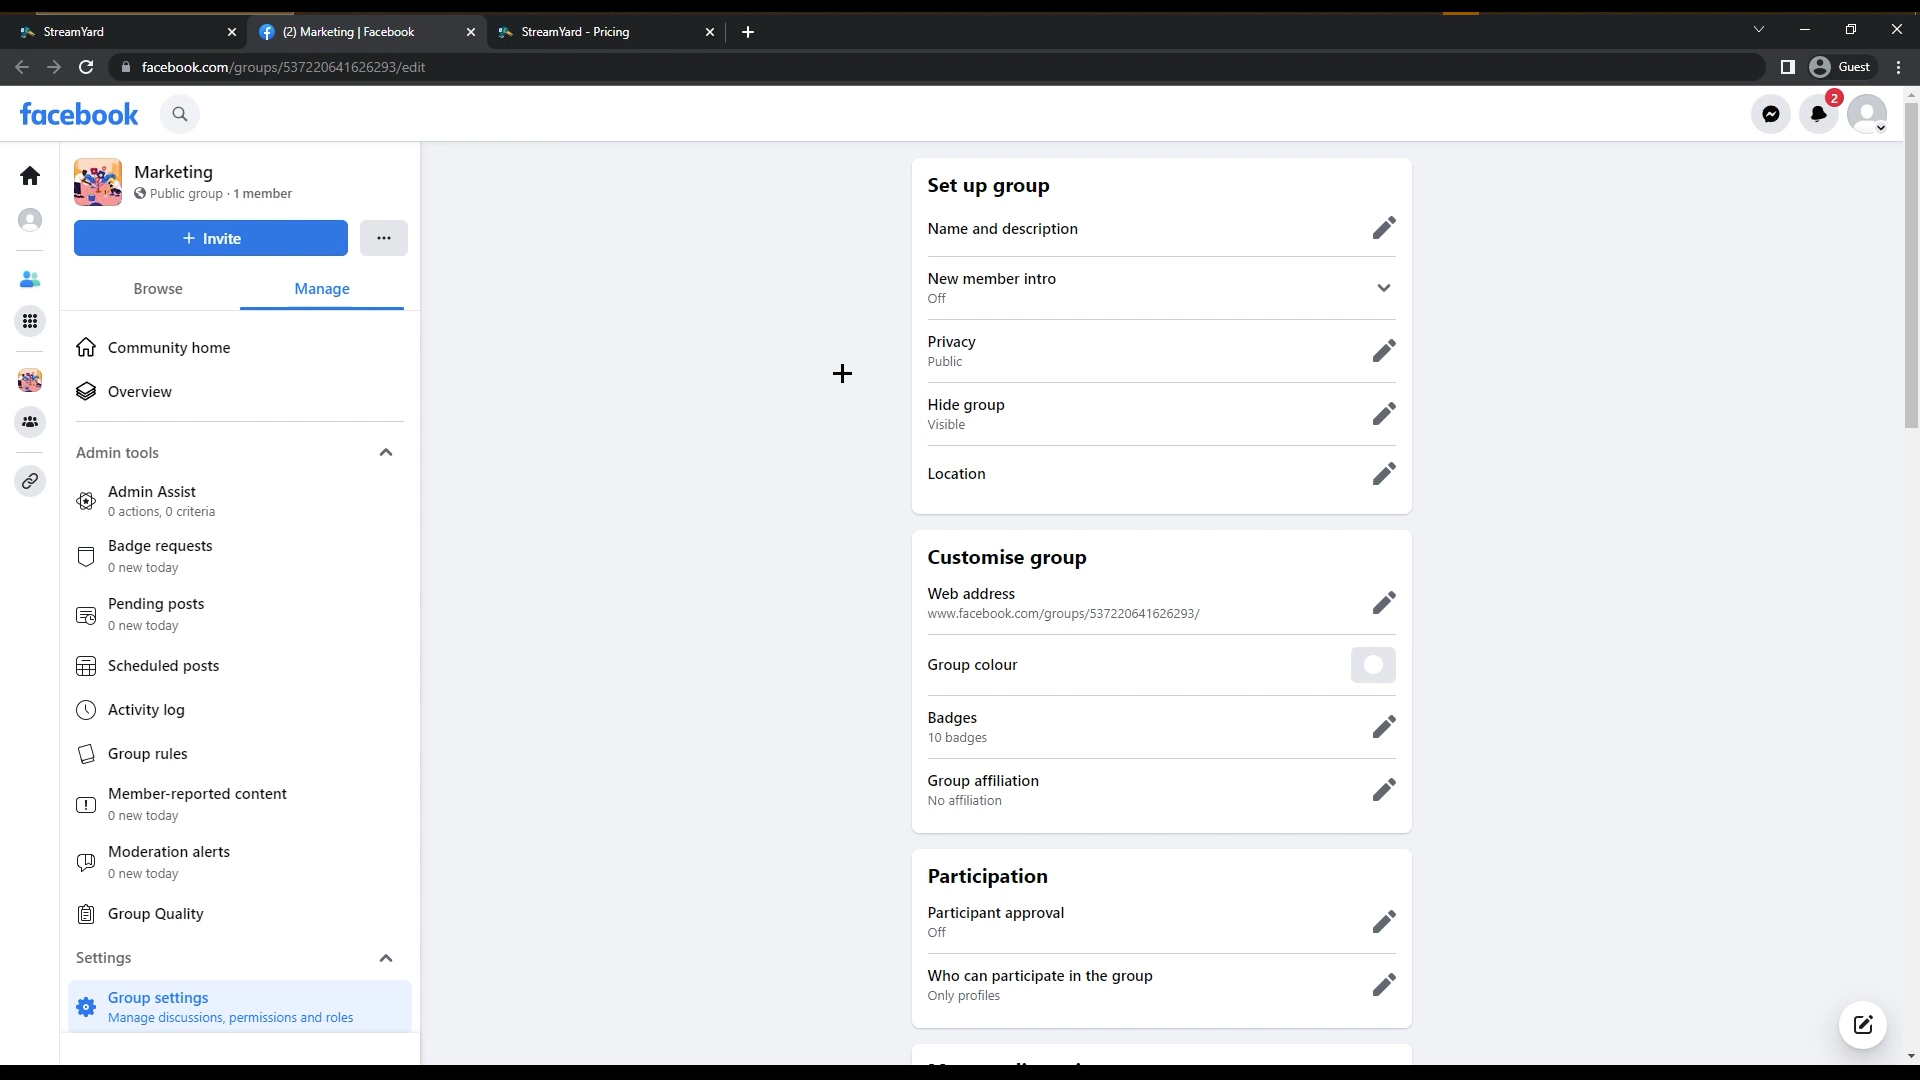 StreamYard
(2) Marketing | Facebook
StreamYard - Pricing
facebook.com/groups/537220641626293/edit
Guest
facebook
2
Marketing
Public group · 1 member
+ Invite
Browse
Manage
Community home
Overview
Admin tools
Admin Assist
0 actions, 0 criteria
Badge requests
0 new today
Pending posts
0 new today
Scheduled posts
Activity log
Group rules
Member-reported content
0 new today
Moderation alerts
0 new today
Group Quality
Settings
Group settings
Manage discussions, permissions and roles
Set up group
Name and description
New member intro
Off
Privacy
Public
Hide group
Visible
Location
Customise group
Web address
www.facebook.com/groups/537220641626293/
Group colour
Badges
10 badges
Group affiliation
No affiliation
Participation
Participant approval
Off
Who can participate in the group
Only profiles